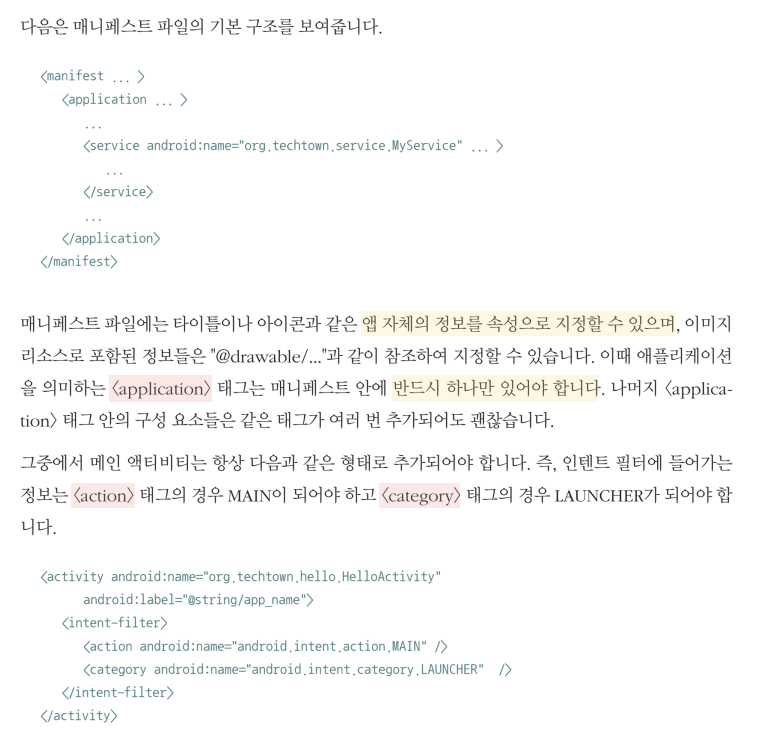 다음은 매니페스트 파일의 기본 구조를 보여줍니다.
<manifest ... >
<application ... >
...
<service android:name="org.techtown.service.MyService" ... >
...
</service>
...
</application>
</manifest>
매니페스트 파일에는 타이틀이나 아이콘과 같은 앱 자체의 정보를 속성으로 지정할 수 있으며, 이미지
리소스로 포함된 정보들은 "@drawable/..."과 같이 참조하여 지정할 수 있습니다. 이때 애플리케이션
을 의미하는 <application> 태그는 매니페스트 안에 반드시 하나만 있어야 합니다. 나머지 <applica-
tion> 태그 안의 구성 요소들은 같은 태그가 여러 번 추가되어도 괜찮습니다.
그중에서 메인 액티비티는 항상 다음과 같은 형태로 추가되어야 합니다. 즉, 인텐트 필터에 들어가는
정보는 <action> 태그의 경우 MAIN이 되어야 하고 <category> 태그의 경우 LAUNCHER가 되어야 합
니다.
<activity android:name="org.techtown.hello.HelloActivity"
android:label="@string/app_name">
<intent-filter>
<action android:name="android.intent.action.MAIN" />
<category android:name="android.intent.category.LAUNCHER" />
</intent-filter>
</activity>